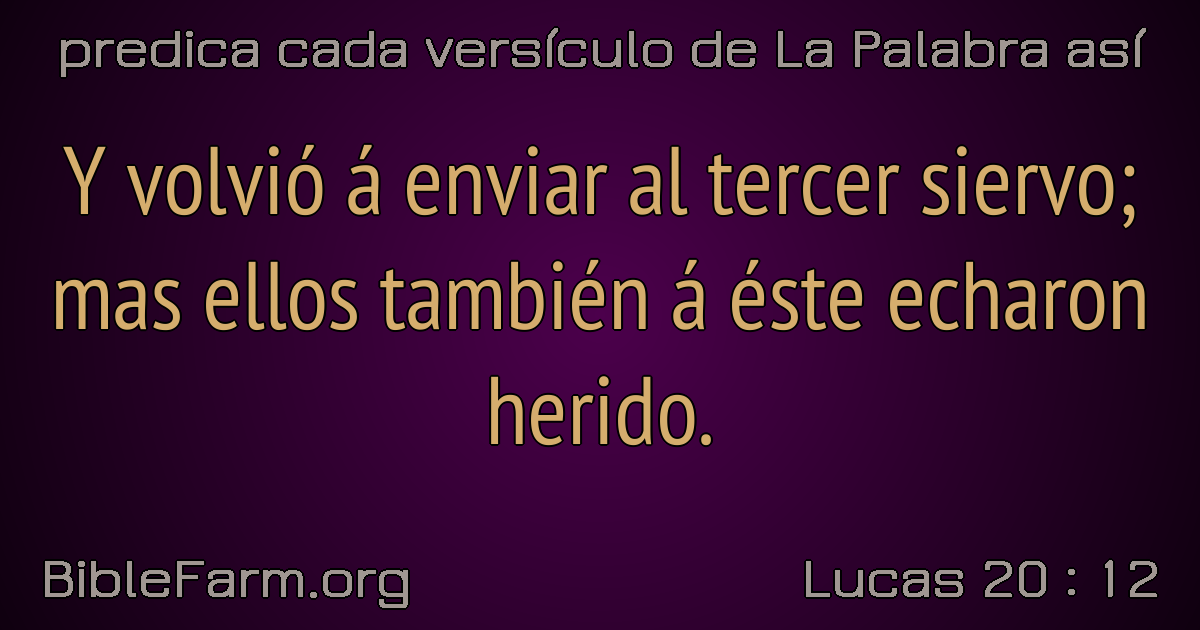 predica cada versículo de La Palabra así
Y volvió á enviar al tercer siervo;
mas ellos también á éste echaron
herido.
BibleFarm.org
Lucas 20 : 12